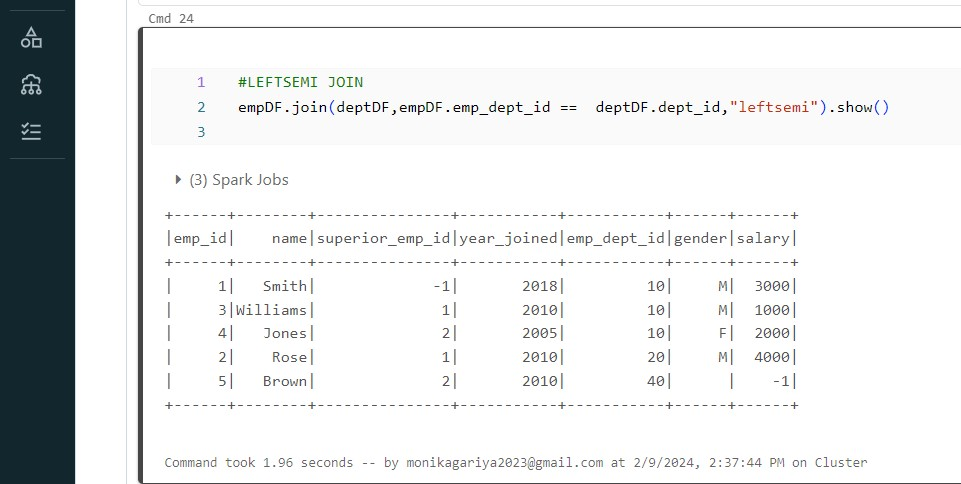 Cmd 24
1 #LEFTSEMI JOIN
2 empDF.join(deptDF,empDF.emp_dept_id ==  deptDF.dept_id,"leftsemi").show()
3
(3) Spark Jobs
+------+--------+---------------+-----------+-----------+------+------+
|emp_id|    name|superior_emp_id|year_joined|emp_dept_id|gender|salary|
+------+--------+---------------+-----------+-----------+------+------+
|     1|   Smith|             -1|       2018|         10|     M|  3000|
|     3|Williams|              1|       2010|         10|     M|  1000|
|     4|   Jones|              2|       2005|         10|     F|  2000|
|     2|    Rose|              1|       2010|         20|     M|  4000|
|     5|   Brown|              2|       2010|         40|      |    -1|
+------+--------+---------------+-----------+-----------+------+------+
Command took 1.96 seconds -- by monikagariya2023@gmail.com at 2/9/2024, 2:37:44 PM on Cluster